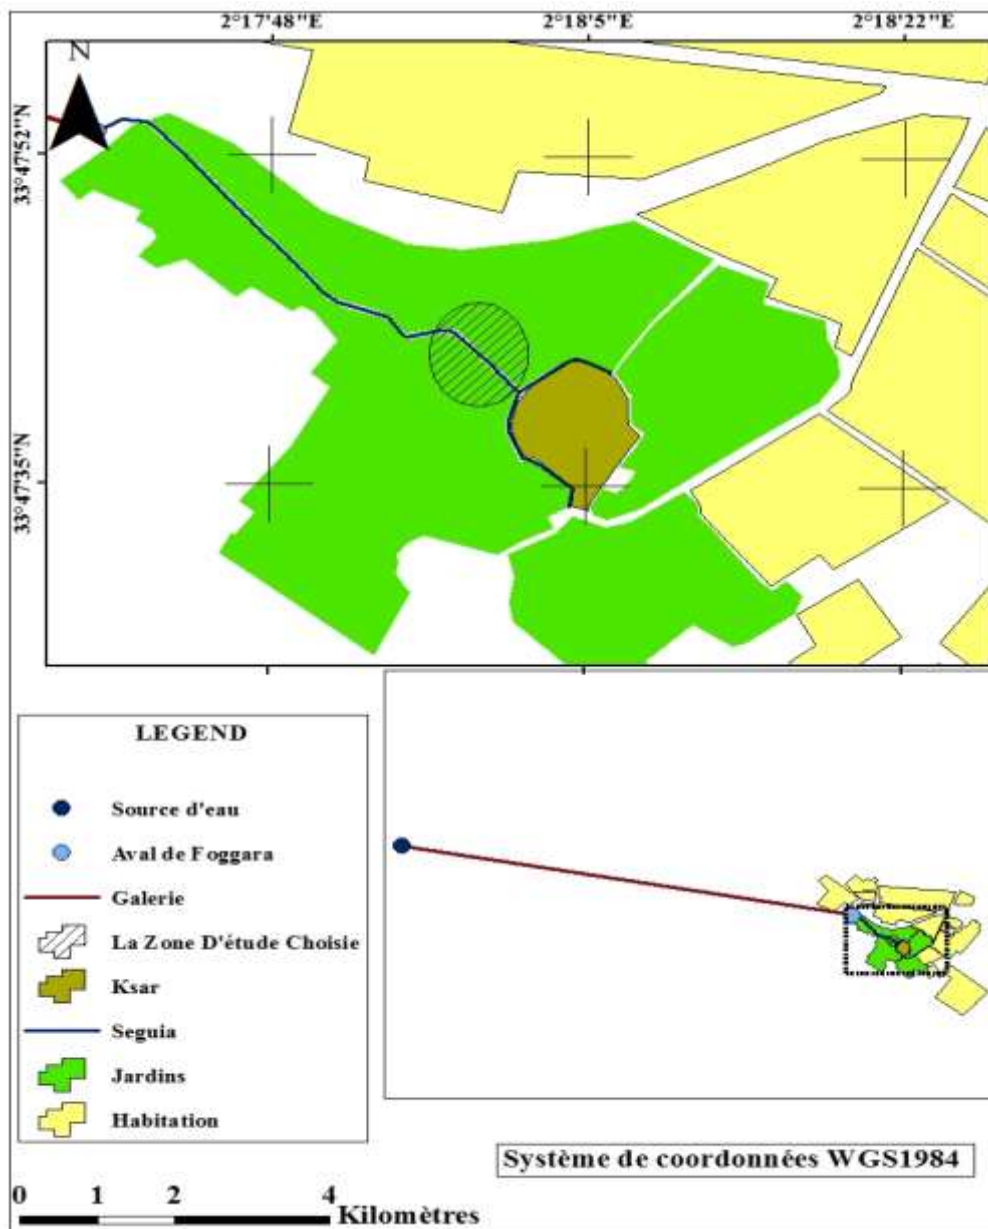 2°17'48"E 2°18'5"E 2°18'22"E
N
33°47'52"N
33°47'35"N
LEGEND
Source d'eau
Aval de Foggara
Galerie
La Zone D'étude Choisie
Ksar
Seguia
Jardins
Habitation
Système de coordonnées WGS1984
0 1 2 4
Kilomètres